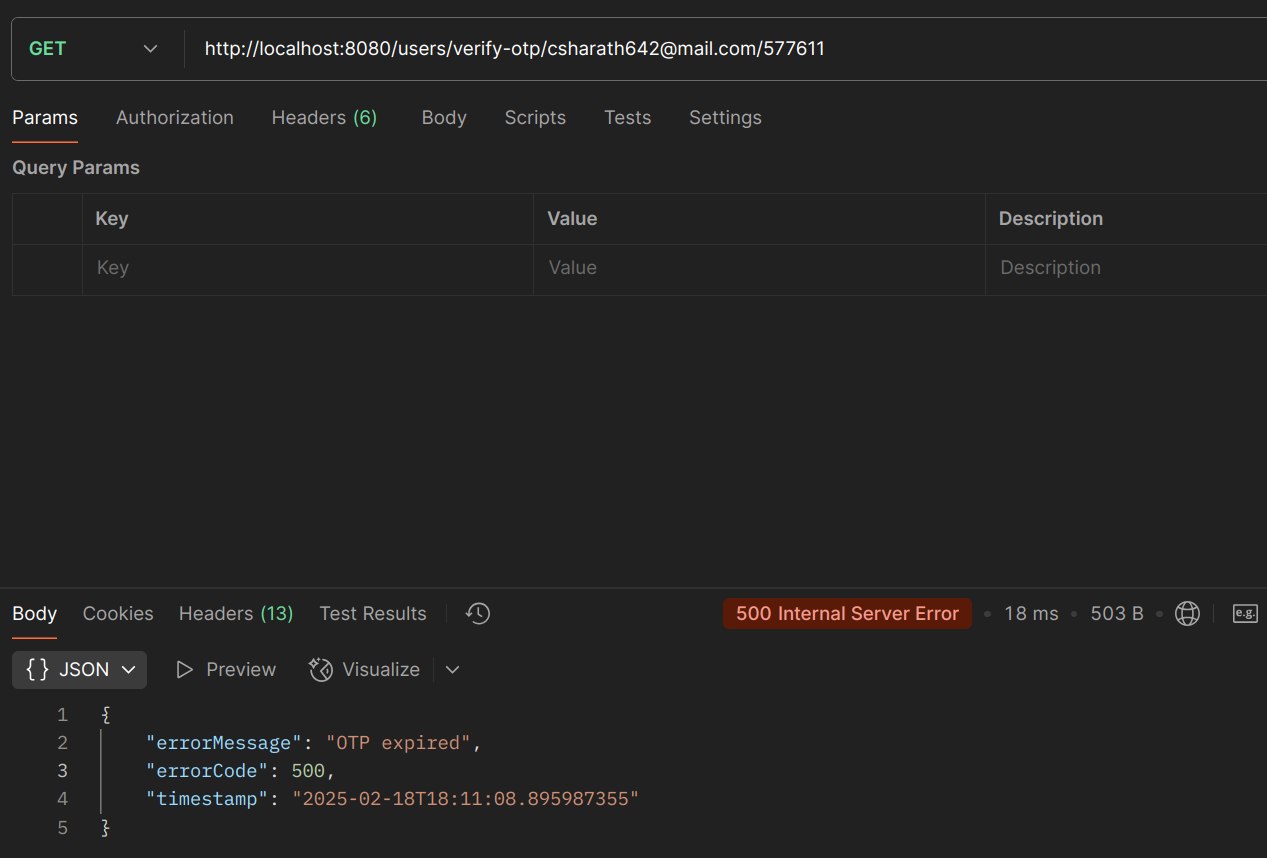 GET http://localhost:8080/users/verify-otp/csharath642@mail.com/577611
Params Authorization Headers (6) Body Scripts Tests Settings
Query Params
Key Value Description
Key Value Description
Body Cookies Headers (13) Test Results 500 Internal Server Error 18 ms 503 B e.g.
{} JSON Preview Visualize
1 {
2 "errorMessage": "OTP expired",
3 "errorCode": 500,
4 "timestamp": "2025-02-18T18:11:08.895987355"
5 }